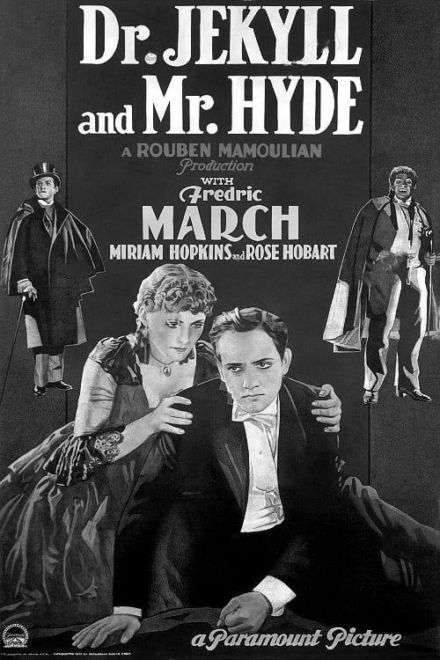 Dr. JEKYLL
and Mr. HYDE
A ROUBEN MAMOULIAN
Production
WITH
Fredric
MARCH
MIRIAM HOPKINS and ROSE HOBART
a Paramount Picture